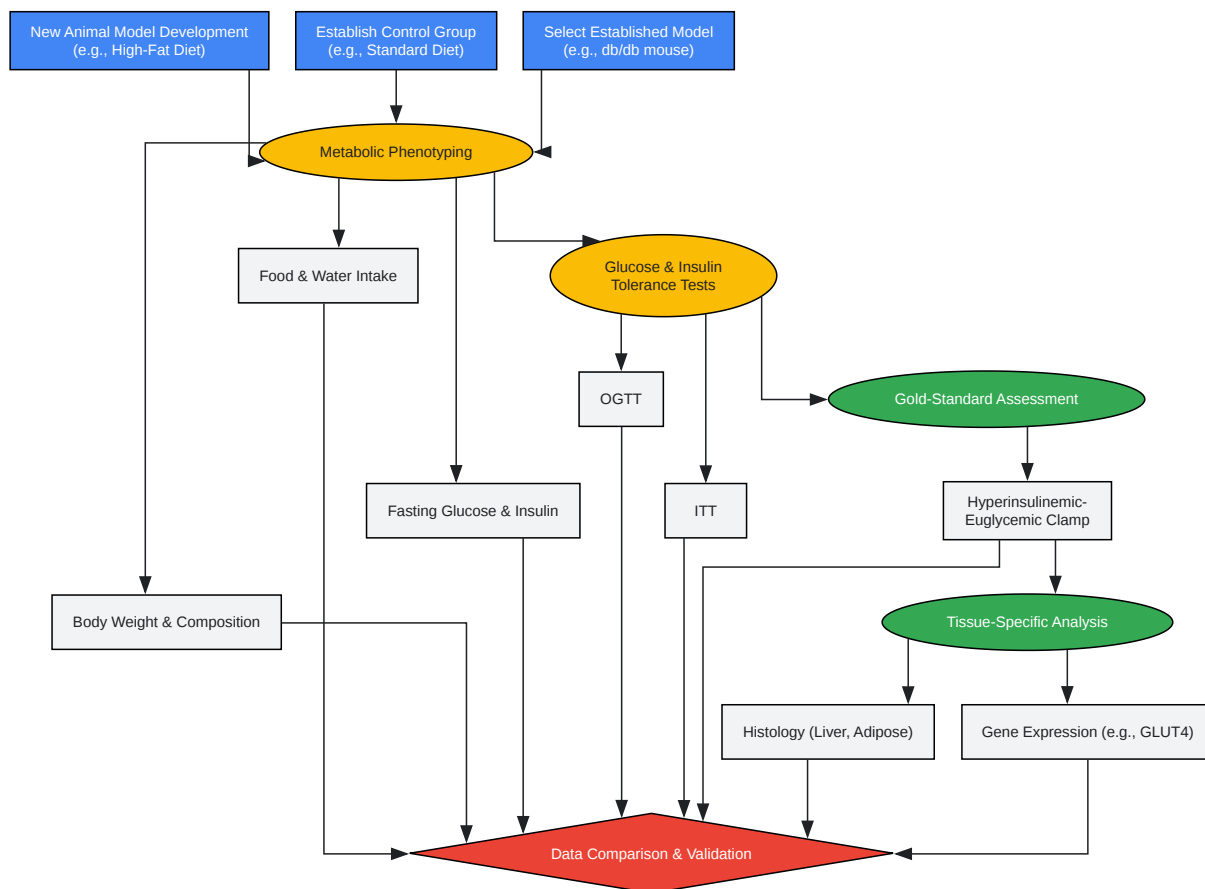 New Animal Model Development
(e.g., High-Fat Diet)
Establish Control Group
(e.g., Standard Diet)
Select Established Model
(e.g., db/db mouse)
Metabolic Phenotyping
Food & Water Intake
Glucose & Insulin
Tolerance Tests
OGTT
Gold-Standard Assessment
Fasting Glucose & Insulin
ITT
Hyperinsulinemic-
Euglycemic Clamp
Body Weight & Composition
Tissue-Specific Analysis
Histology (Liver, Adipose)
Gene Expression (e.g., GLUT4)
Data Comparison & Validation